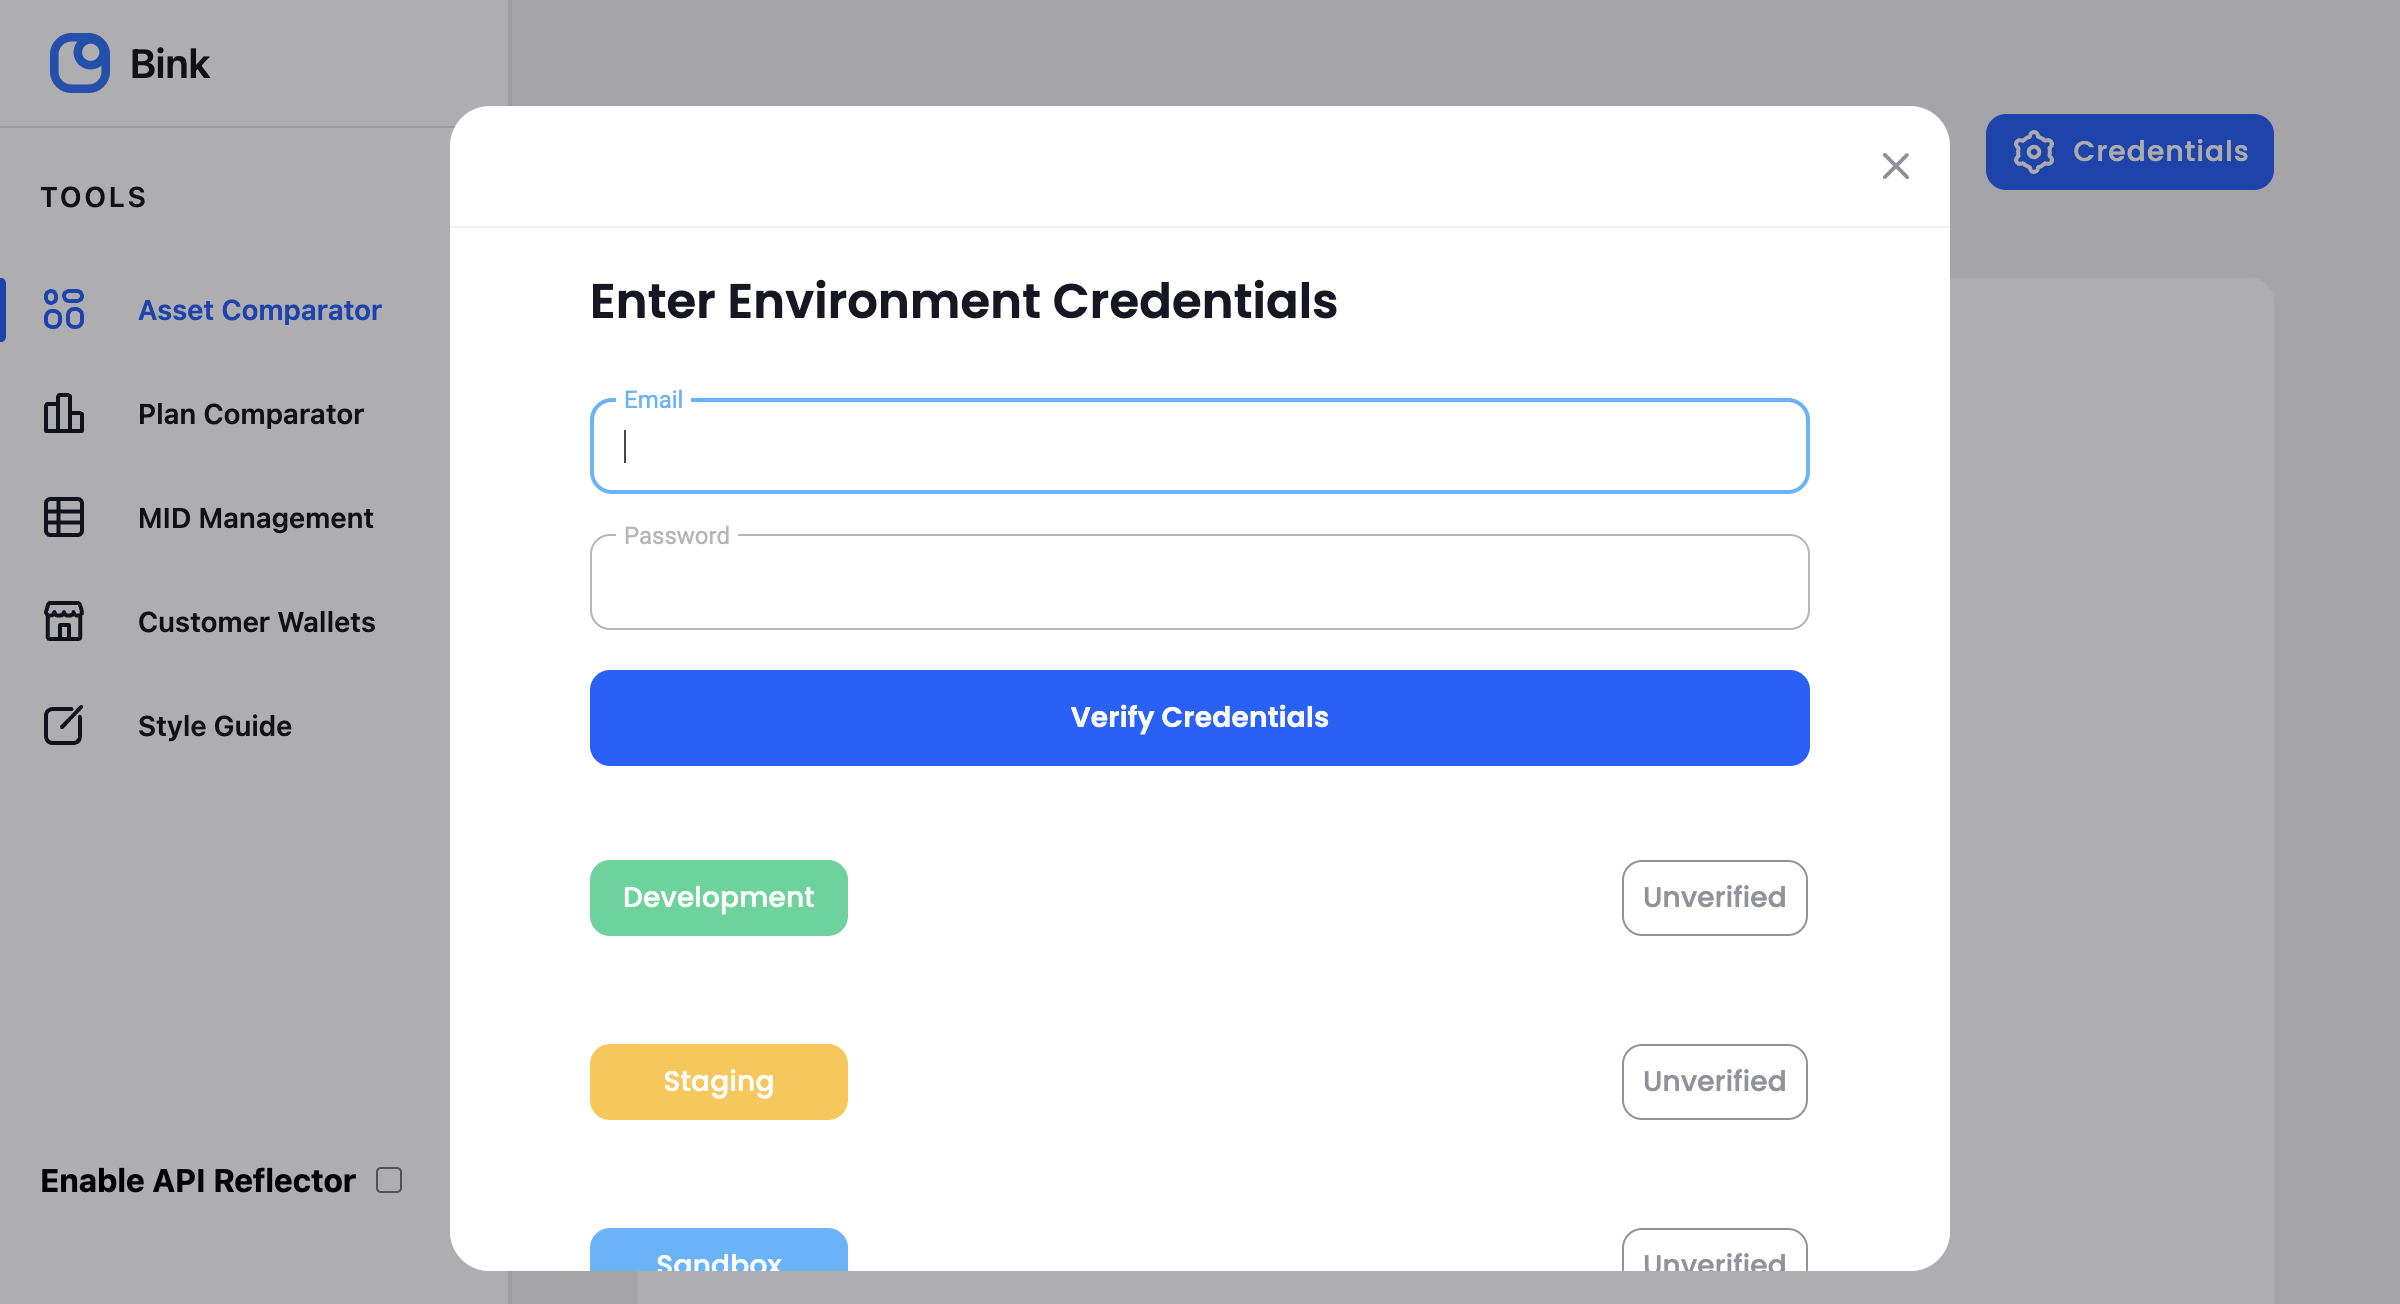 Bink
TOOLS
Asset Comparator
Plan Comparator
MID Management
Customer Wallets
Style Guide
Enable API Reflector
Credentials
Enter Environment Credentials
Email
Password
Verify Credentials
Development
Unverified
Staging
Unverified
Sandbox
Unverified